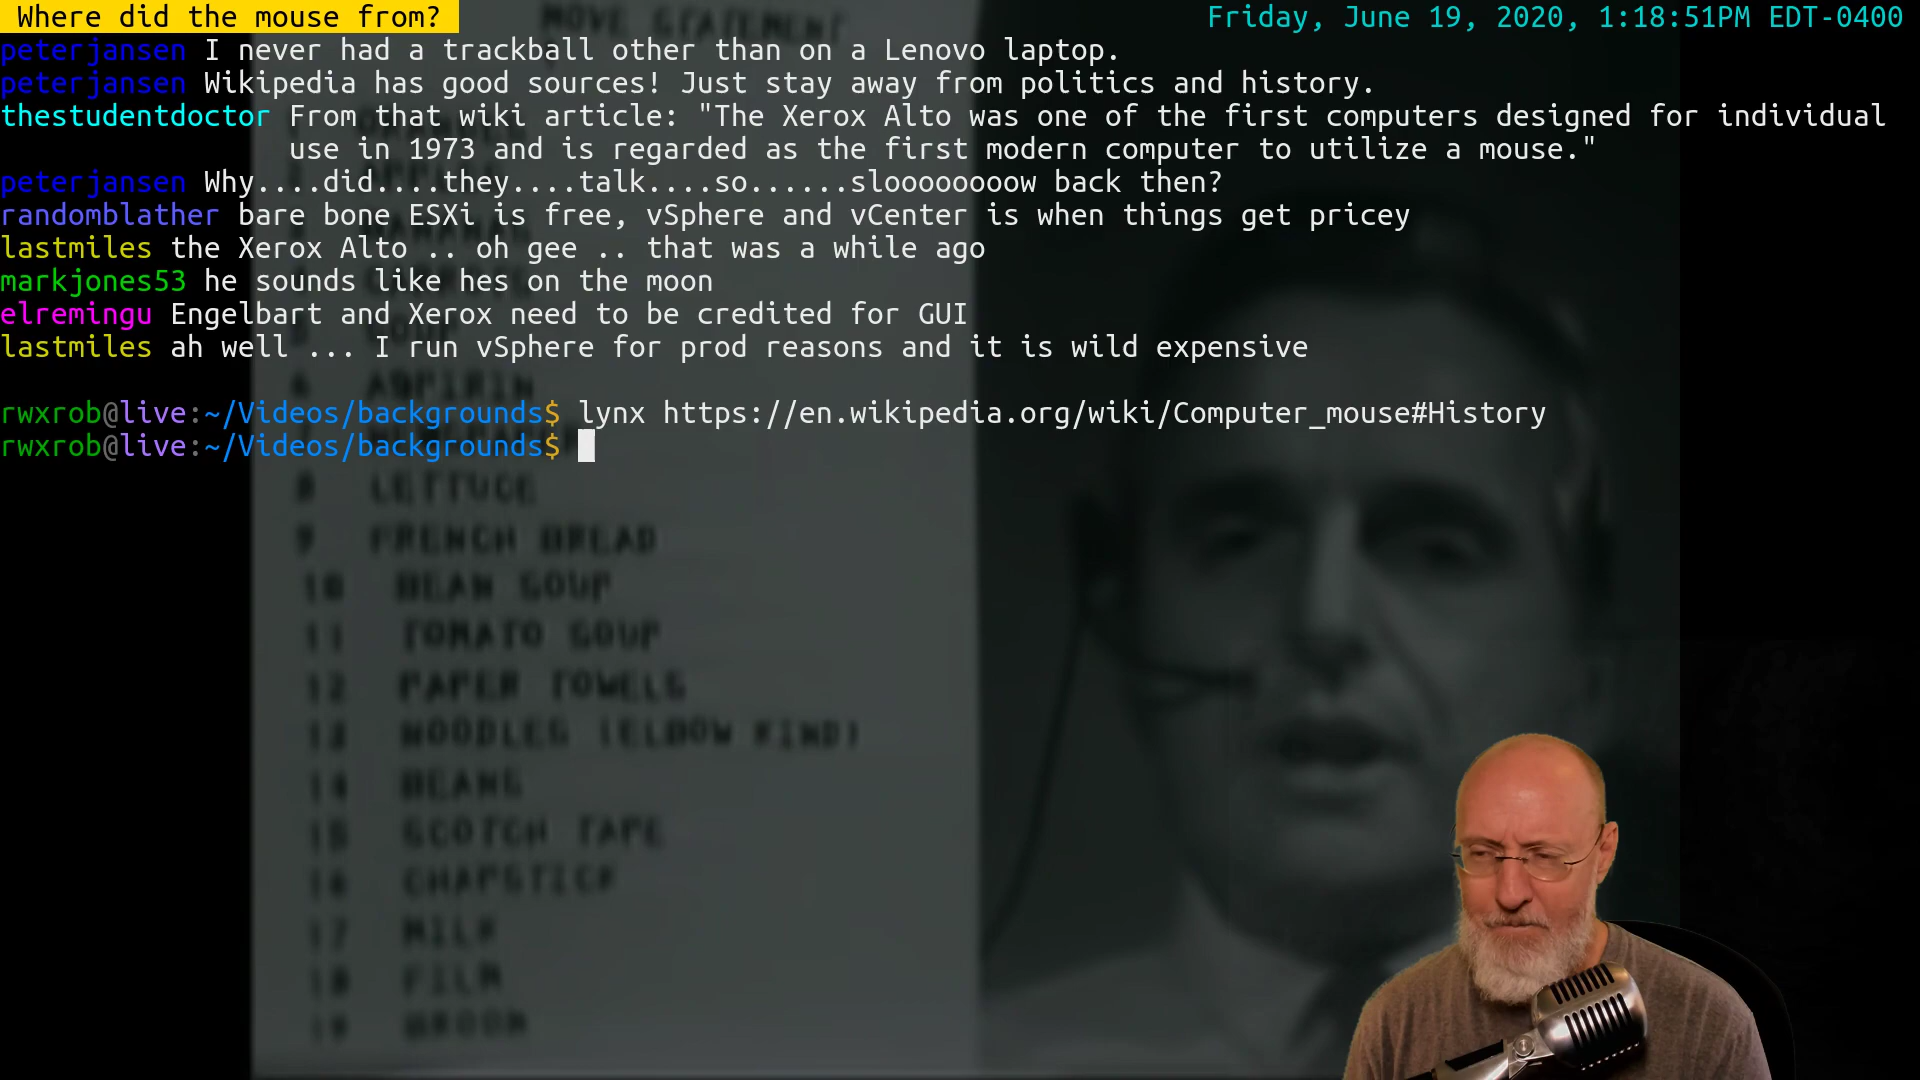 Where did the mouse from?
Friday, June 19, 2020, 1:18:51PM EDT-0400
MOVE STATEMENT
peterjansen I never had a trackball other than on a Lenovo laptop.
peterjansen Wikipedia has good sources! Just stay away from politics and history.
thestudentdoctor From that wiki article: "The Xerox Alto was one of the first computers designed for individual
use in 1973 and is regarded as the first modern computer to utilize a mouse."
peterjansen Why....did....they....talk....so......slooooooow back then?
randomblather bare bone ESXi is free, vSphere and vCenter is when things get pricey
lastmiles the Xerox Alto .. oh gee .. that was a while ago
markjones53 he sounds like hes on the moon
elremingu Engelbart and Xerox need to be credited for GUI
lastmiles ah well ... I run vSphere for prod reasons and it is wild expensive
6 ASPIRIN
rwxrob@live:~/Videos/backgrounds$ lynx https://en.wikipedia.org/wiki/Computer_mouse#History
rwxrob@live:~/Videos/backgrounds$
8 LETTUCE
9 FRENCH BREAD
10 BEAN SOUP
11 TOMATO SOUP
12 PAPER TOWELS
13 NOODLES (ELBOW KIND)
14 BEANS
15 SCOTCH TAPE
16 CHAPSTICK
17 MILK
18 FILM
19 BROOM